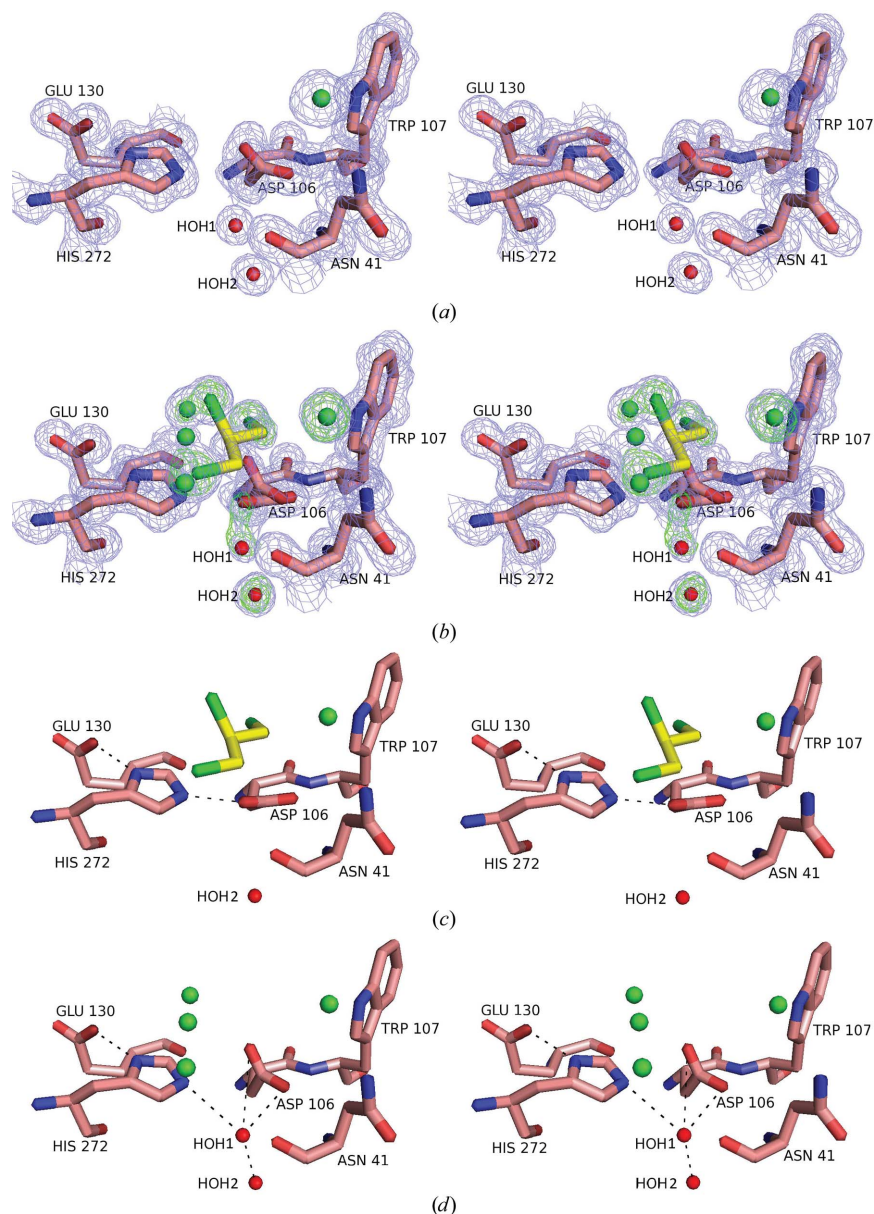 GLU 130
GLU 130
TRP 107
TRP 107
ASP 106
ASP 106
HOH1
HOH1
HIS 272
HIS 272
ASN 41
ASN 41
HOH2
HOH2
(a)
GLU 130
GLU 130
TRP 107
TRP 107
ASP 106
ASP 106
HOH1
HOH1
HIS 272
HIS 272
ASN 41
ASN 41
HOH2
HOH2
(b)
GLU 130
GLU 130
TRP 107
TRP 107
ASP 106
ASP 106
HIS 272
HIS 272
ASN 41
ASN 41
HOH2
HOH2
(c)
GLU 130
GLU 130
TRP 107
TRP 107
ASP 106
ASP 106
HIS 272
HIS 272
HOH1
HOH1
ASN 41
ASN 41
HOH2
HOH2
(d)